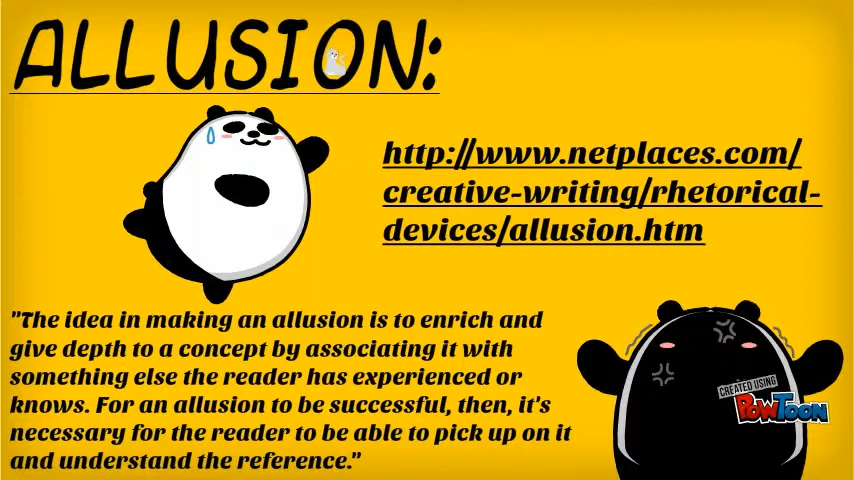 ALLUSION:
http://www.netplaces.com/
creative-writing/rhetorical-
devices/allusion.htm
"The idea in making an allusion is to enrich and
give depth to a concept by associating it with
something else the reader has experienced or
knows. For an allusion to be successful, then, it's
necessary for the reader to be able to pick up on it
and understand the reference."
CREATED USING
POWTOON